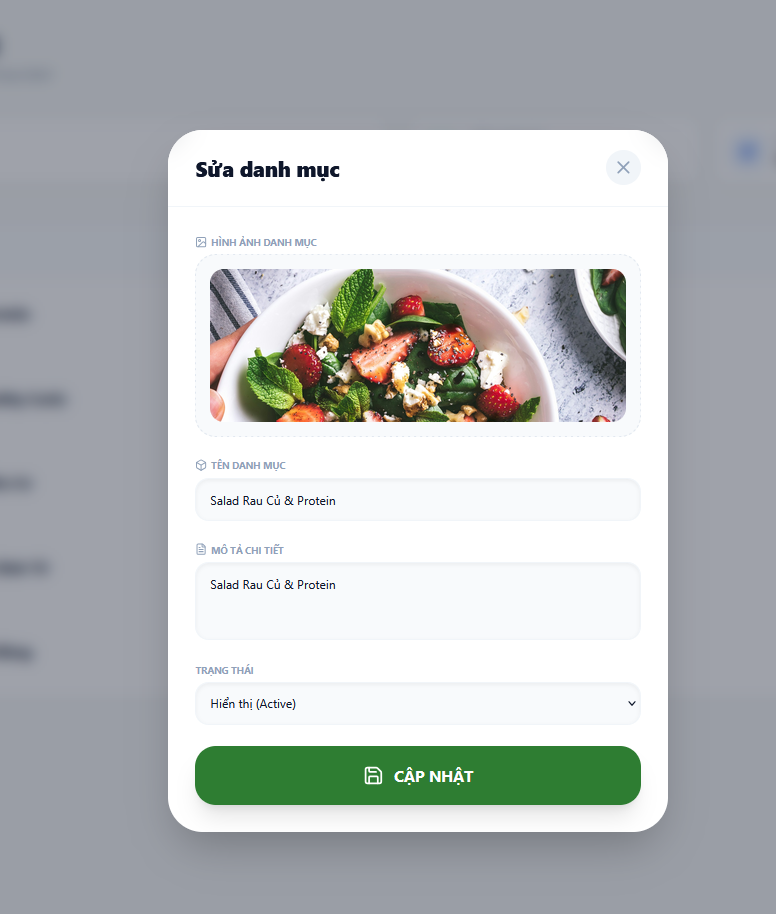 Sửa danh mục
HÌNH ẢNH DANH MỤC
TÊN DANH MỤC
Salad Rau Củ & Protein
MÔ TẢ CHI TIẾT
Salad Rau Củ & Protein
TRẠNG THÁI
Hiển thị (Active)
CẬP NHẬT